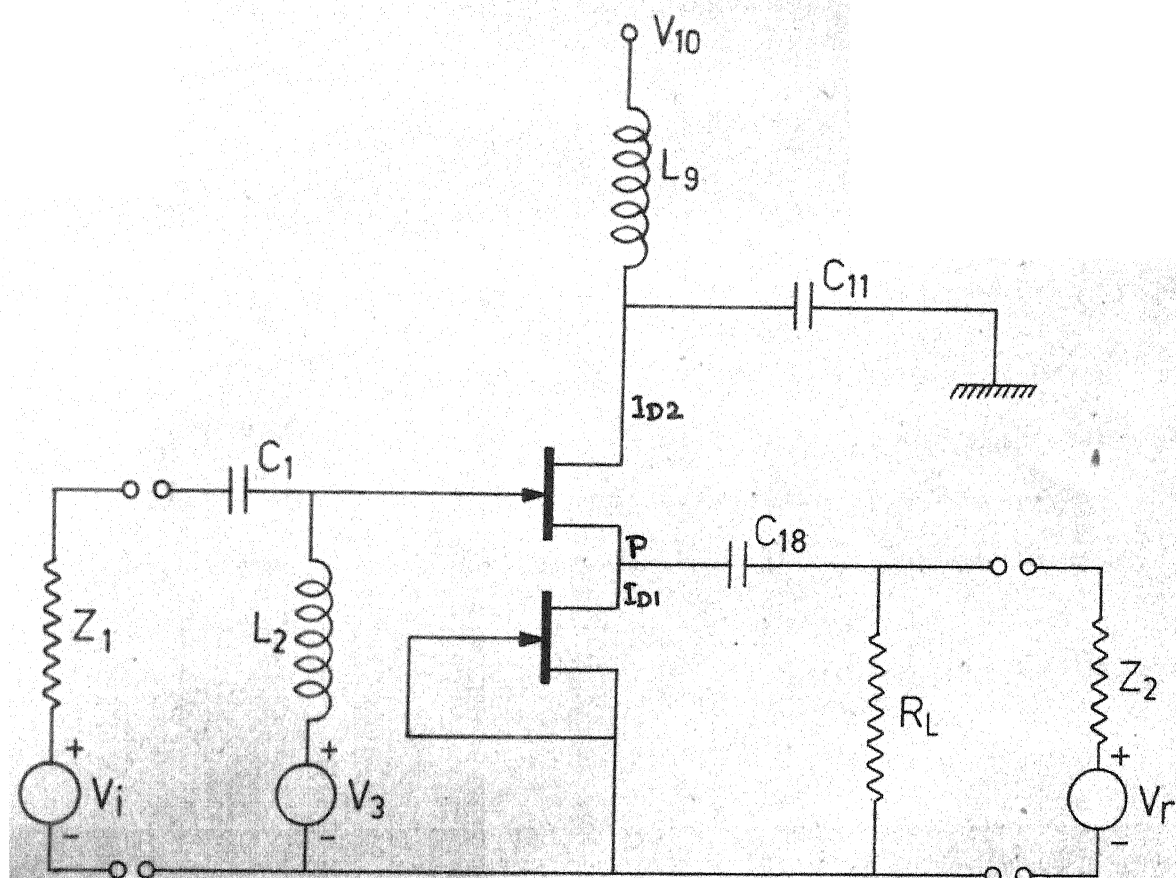 V10
L9
C11
ID2
C1
C18
P
ID1
Z1
L2
RL
Z2
+
+
+
Vi
V3
Vr
-
-
-